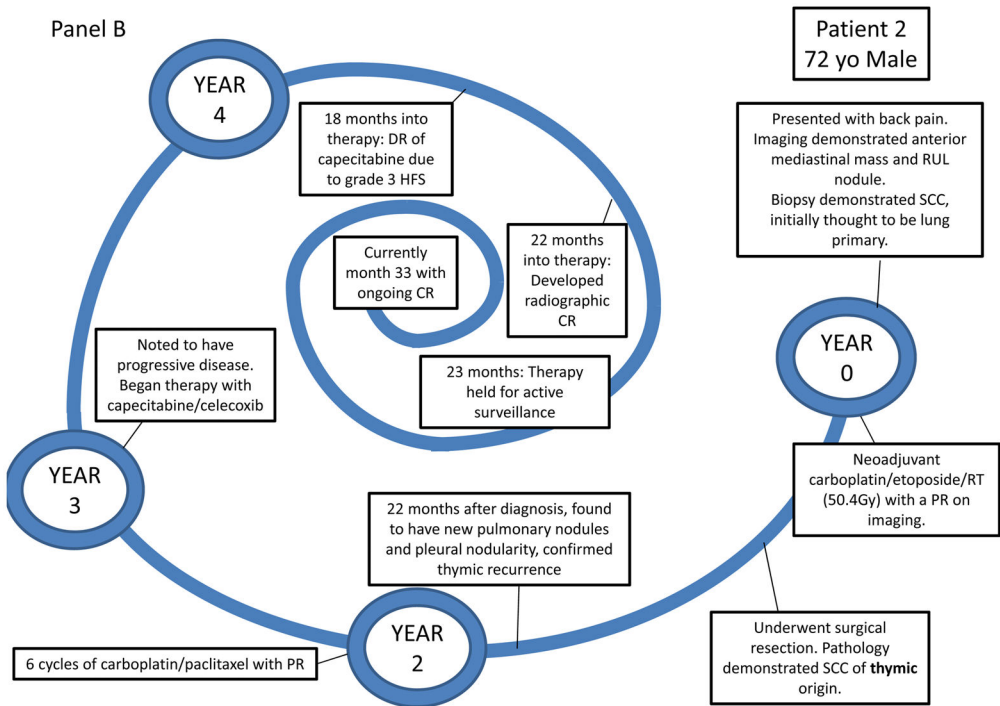 Panel B
Patient 2
72 yo Male
Presented with back pain.
Imaging demonstrated anterior
mediastinal mass and RUL
nodule.
Biopsy demonstrated SCC,
initially thought to be lung
primary.
YEAR
0
Neoadjuvant
carboplatin/etoposide/RT
(50.4Gy) with a PR on
imaging.
Underwent surgical
resection. Pathology
demonstrated SCC of thymic
origin.
22 months after diagnosis, found
to have new pulmonary nodules
and pleural nodularity, confirmed
thymic recurrence
YEAR
2
6 cycles of carboplatin/paclitaxel with PR
YEAR
3
Noted to have
progressive disease.
Began therapy with
capecitabine/celecoxib
YEAR
4
18 months into
therapy: DR of
capecitabine due
to grade 3 HFS
22 months
into therapy:
Developed
radiographic
CR
23 months: Therapy
held for active
surveillance
Currently
month 33 with
ongoing CR